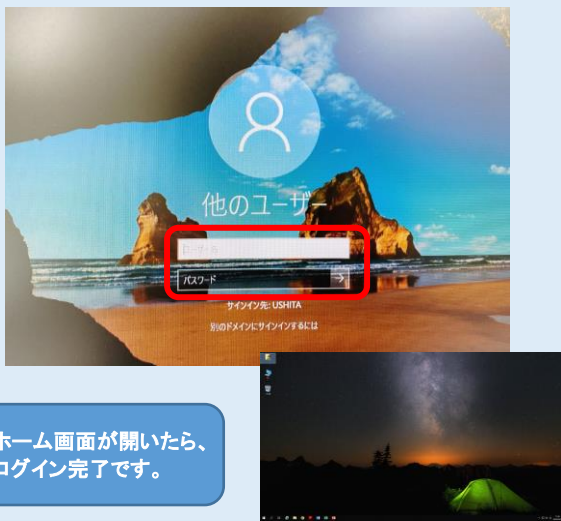 他のユーザー
ユーザー名
パスワード
サインイン先: USHITA
別のドメインにサインインするには
ホーム画面が開いたら、
ログイン完了です。